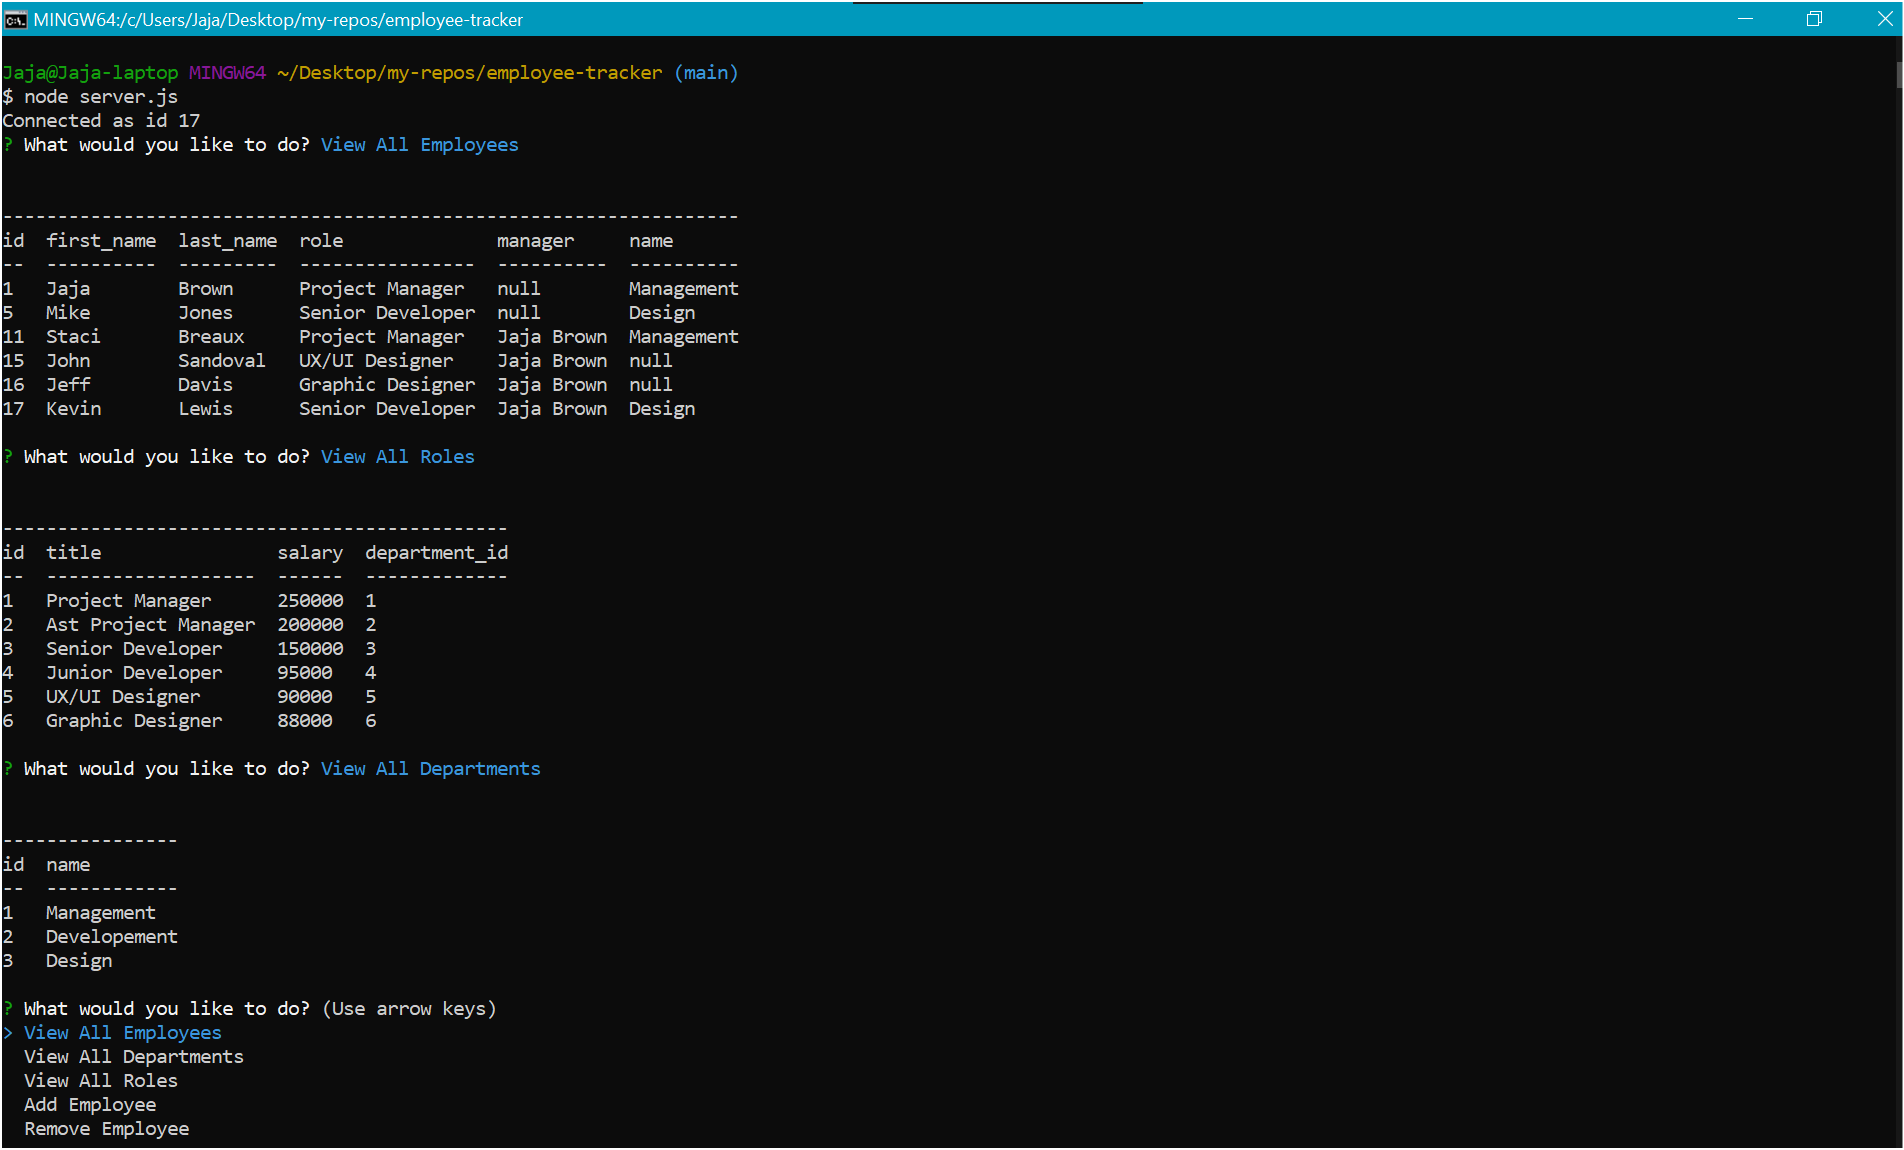 MINGW64:/c/Users/Jaja/Desktop/my-repos/employee-tracker
Jaja@Jaja-laptop MINGW64 ~/Desktop/my-repos/employee-tracker (main)
$ node server.js
Connected as id 17
? What would you like to do? View All Employees
-------------------------------------------------------------------
id  first_name  last_name  role              manager     name
--  ----------  ---------  ----------------  ----------  ----------
1   Jaja        Brown      Project Manager   null        Management
5   Mike        Jones      Senior Developer  null        Design
11  Staci       Breaux     Project Manager   Jaja Brown  Management
15  John        Sandoval   UX/UI Designer    Jaja Brown  null
16  Jeff        Davis      Graphic Designer  Jaja Brown  null
17  Kevin       Lewis      Senior Developer  Jaja Brown  Design
? What would you like to do? View All Roles
----------------------------------------------
id  title                salary  department_id
--  -------------------  ------  -------------
1   Project Manager      250000  1
2   Ast Project Manager  200000  2
3   Senior Developer     150000  3
4   Junior Developer     95000   4
5   UX/UI Designer       90000   5
6   Graphic Designer     88000   6
? What would you like to do? View All Departments
----------------
id  name
--  ------------
1   Management
2   Developement
3   Design
? What would you like to do? (Use arrow keys)
> View All Employees
  View All Departments
  View All Roles
  Add Employee
  Remove Employee